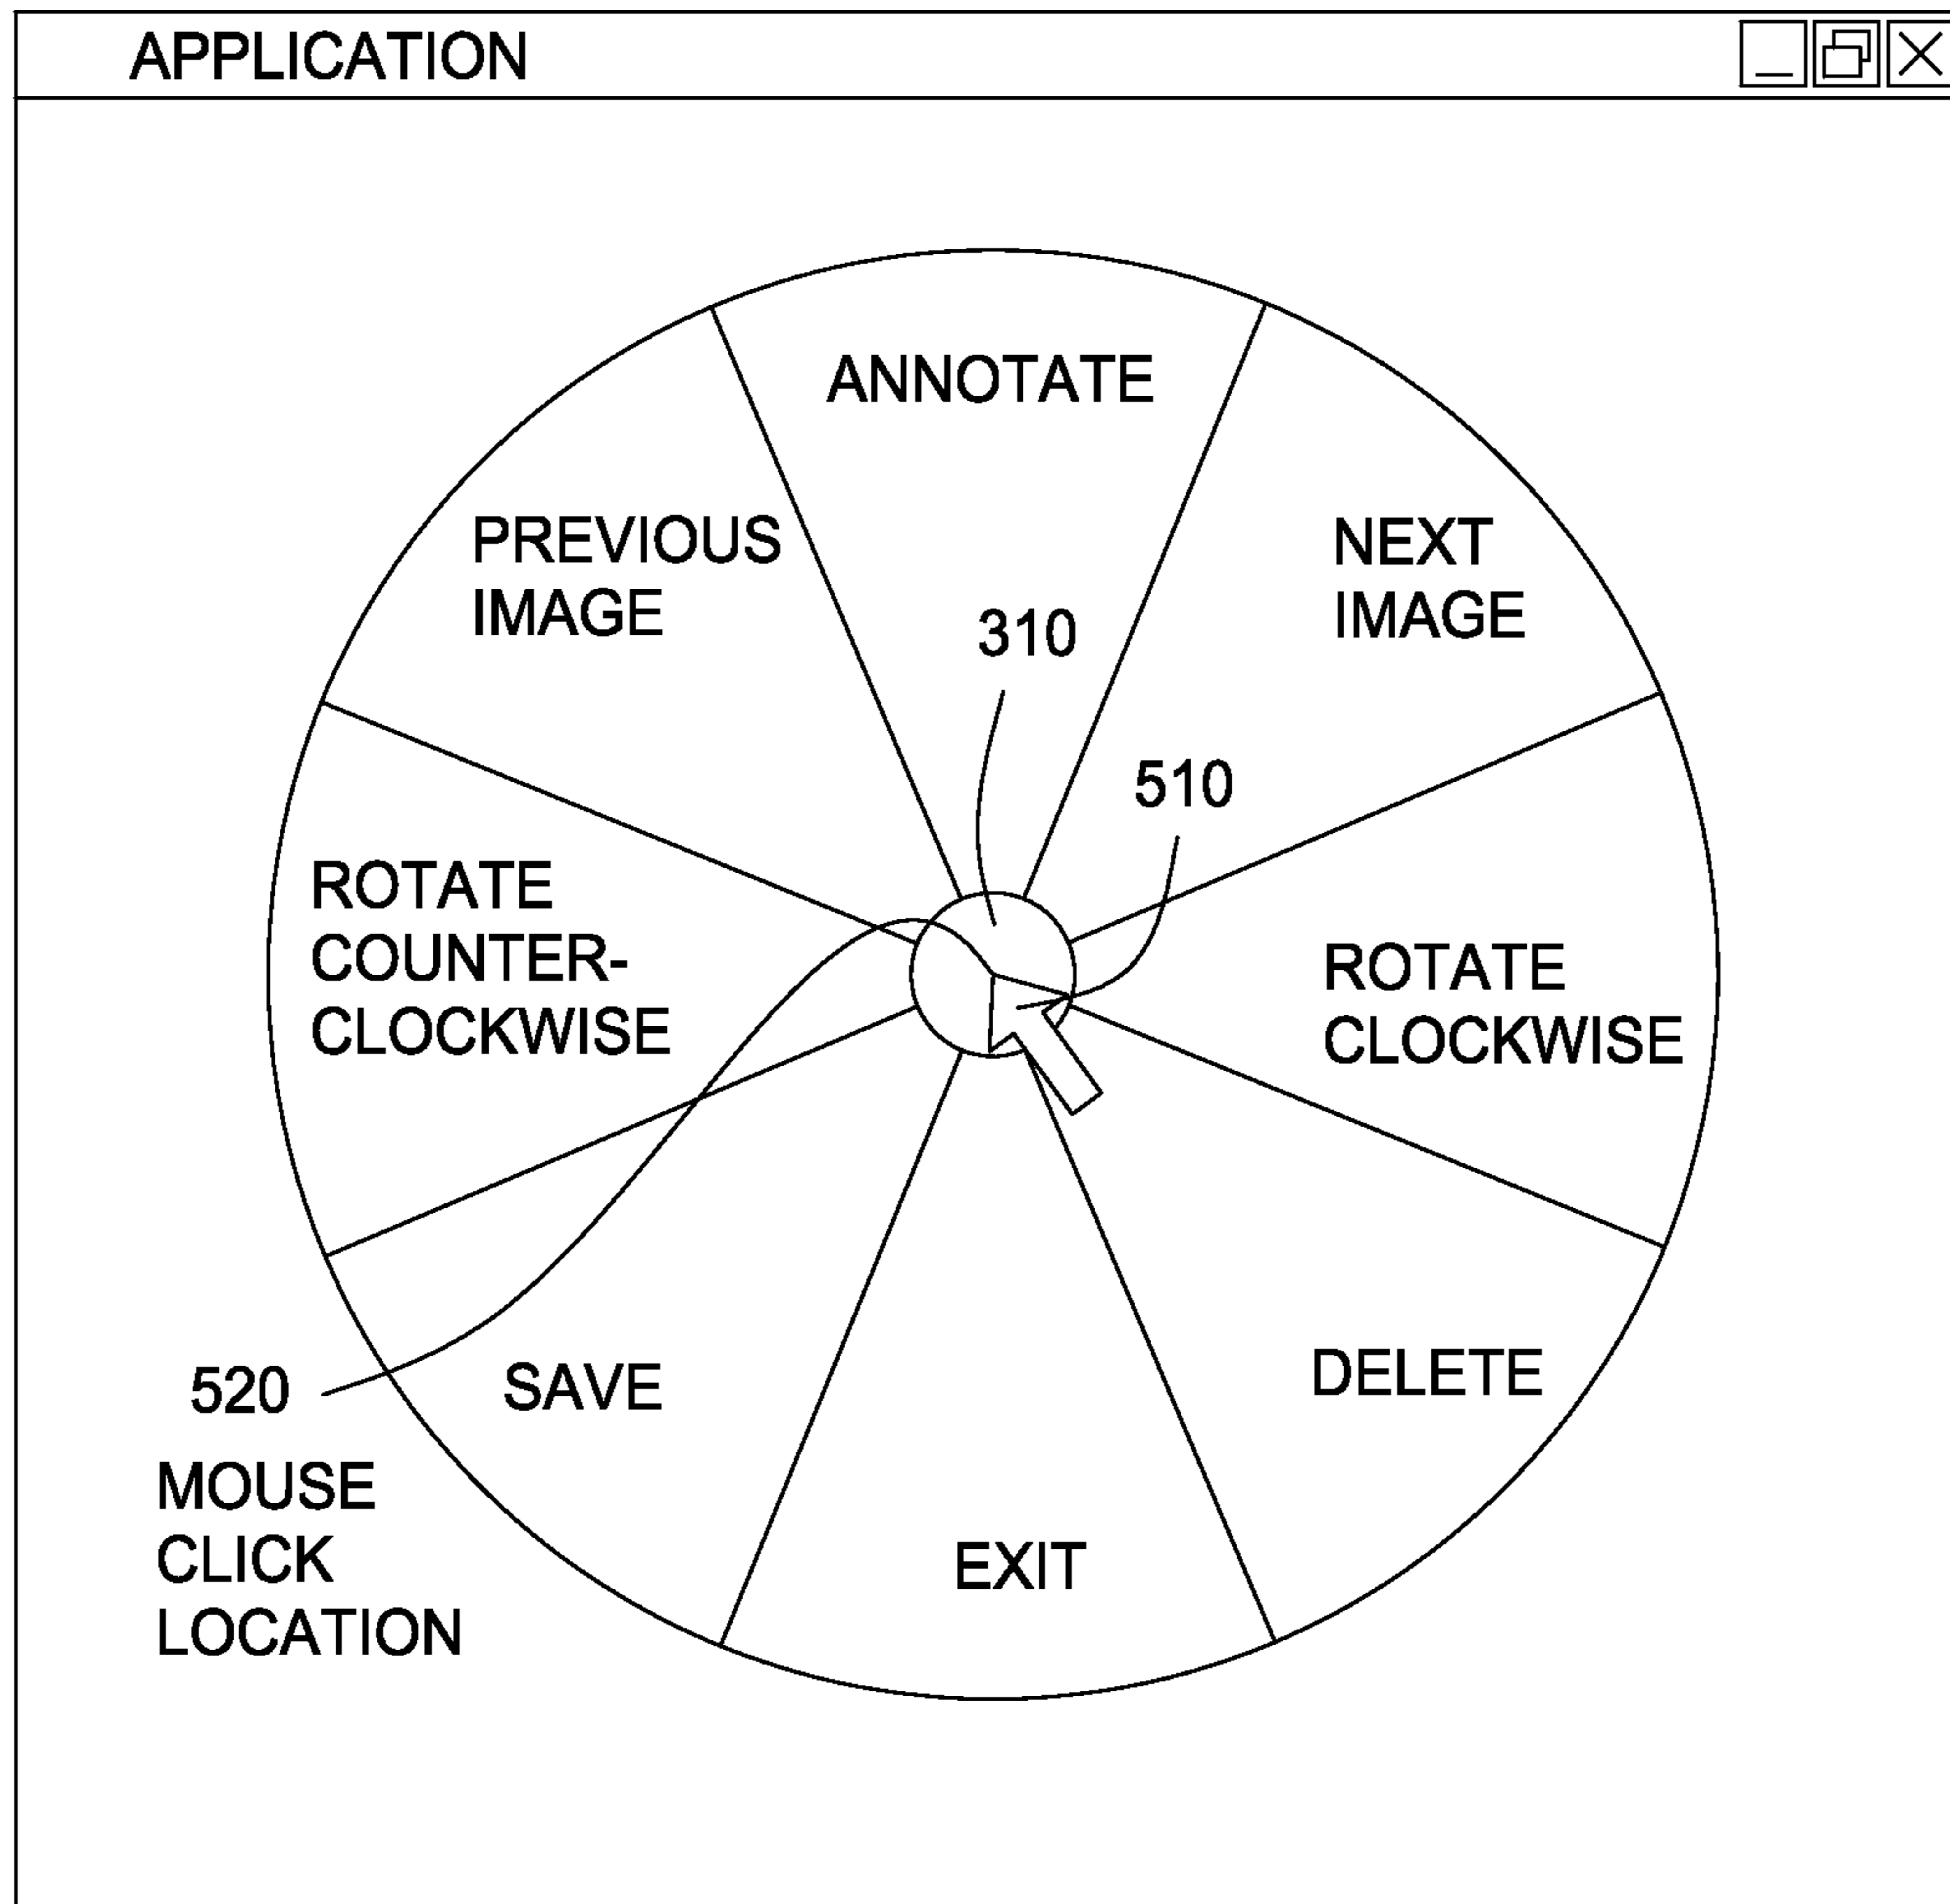 APPLICATION
ANNOTATE
PREVIOUS
IMAGE
NEXT
IMAGE
310
510
ROTATE
COUNTER-
CLOCKWISE
ROTATE
CLOCKWISE
520
MOUSE
CLICK
LOCATION
SAVE
DELETE
EXIT